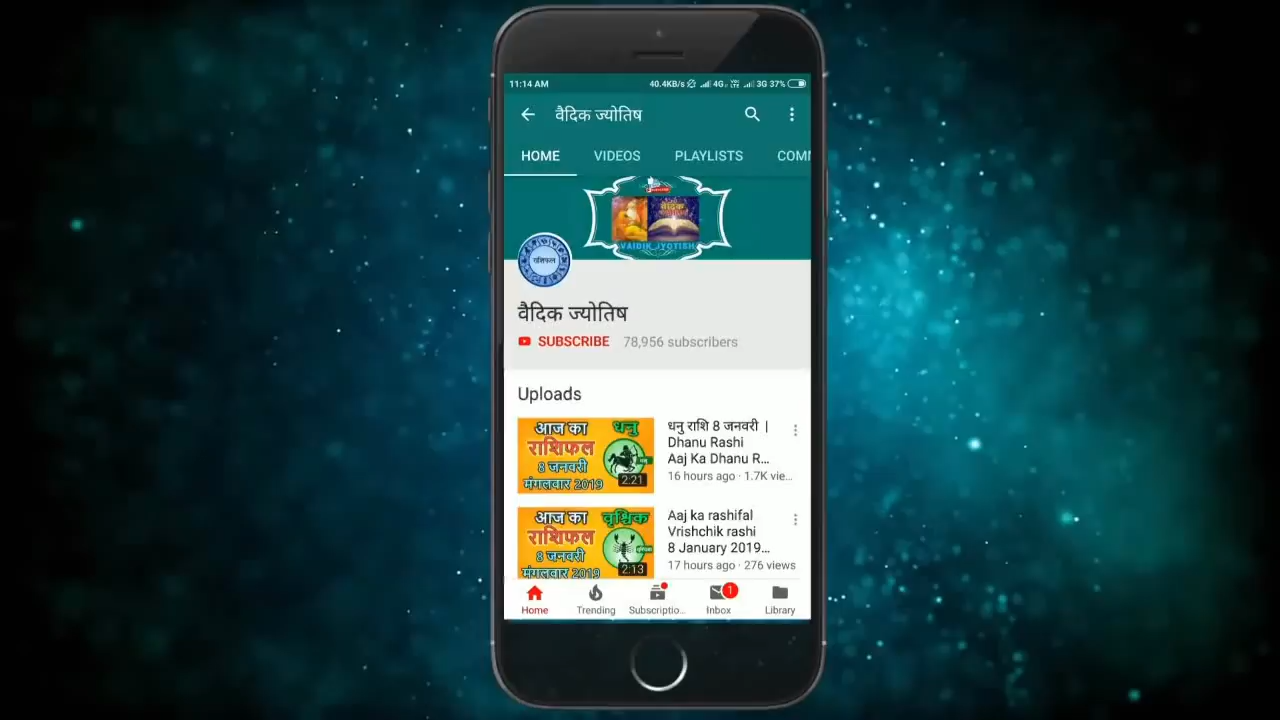 11:14 AM 40.4KB/s 4G 3G 37%
वैदिक ज्योतिष
HOME VIDEOS PLAYLISTS COMM
वैदिक
VAIDIK JYOTISH
राशिफल
वैदिक ज्योतिष
SUBSCRIBE 78,956 subscribers
Uploads
आज का धनु
राशिफल
8 जनवरी
मंगलवार 2019 2:21
धनु राशि 8 जनवरी |
Dhanu Rashi
Aaj Ka Dhanu R...
16 hours ago · 1.7K vie...
आज का वृश्चिक
राशिफल
8 जनवरी
मंगलवार 2019 2:13
Aaj ka rashifal
Vrishchik rashi
8 January 2019...
17 hours ago · 276 views
1
Home Trending Subscriptio... Inbox Library